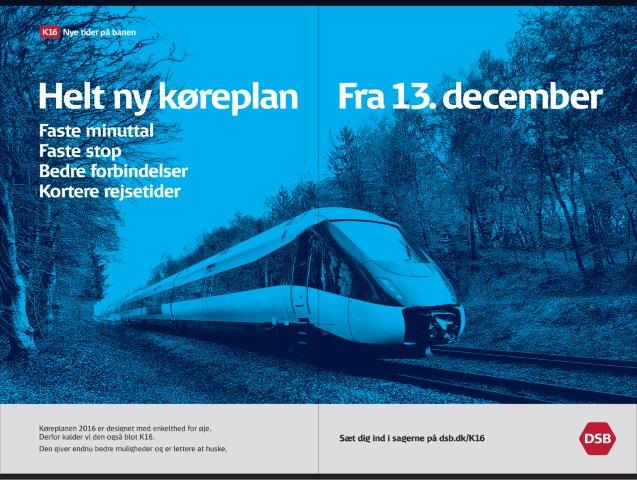 K16 Nye tider på banen
Helt ny køreplan
Fra 13. december
Faste minuttal
Faste stop
Bedre forbindelser
Kortere rejsetider
Køreplanen 2016 er designet med enkelthed for øje.
Derfor kalder vi den også blot K16.
Den giver endnu bedre muligheder og er lettere at huske.
Sæt dig ind i sagerne på dsb.dk/K16
DSB